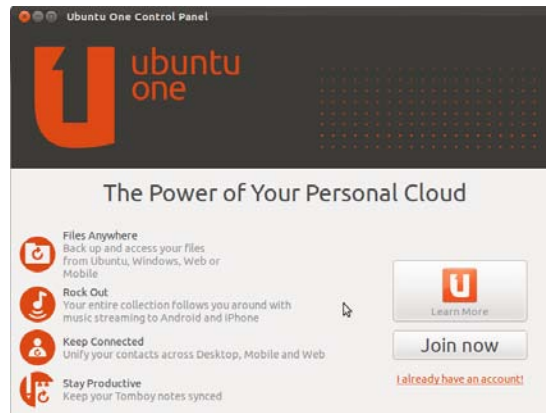 Ubuntu One Control Panel
ubuntu
one
The Power of Your Personal Cloud
Files Anywhere
Back up and access your files
from Ubuntu, Windows, Web or
Mobile
Rock Out
Your entire collection follows you around with
music streaming to Android and iPhone
Keep Connected
Unify your contacts across Desktop, Mobile and Web
Stay Productive
Keep your Tomboy notes synced
Learn More
Join now
I already have an account!